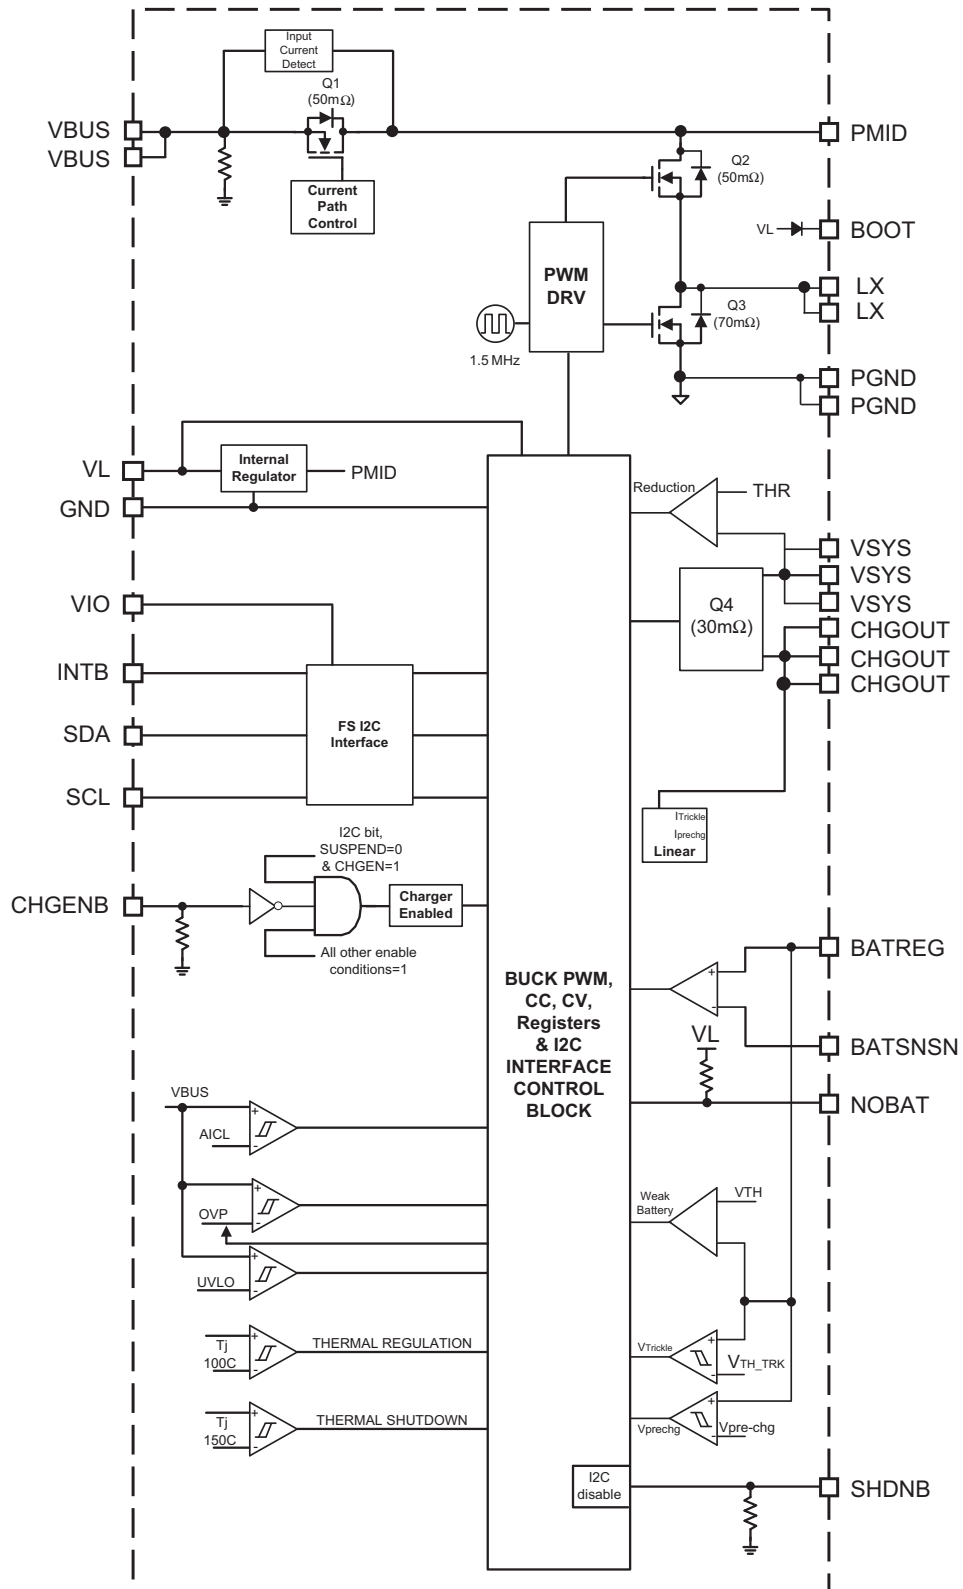 Input
Current
Detect
Q1
(50mΩ)
VBUS
VBUS
Current
Path
Control
PMID
Q2
(50mΩ)
VL
BOOT
PWM
DRV
LX
LX
Q3
(70mΩ)
1.5 MHz
PGND
PGND
VL
Internal
Regulator
PMID
GND
Reduction
THR
VSYS
VSYS
VSYS
Q4
(30mΩ)
CHGOUT
CHGOUT
CHGOUT
VIO
INTB
SDA
SCL
FS I2C
Interface
ITrickle
Iprechg
Linear
I2C bit,
SUSPEND=0
& CHGEN=1
CHGENB
Charger
Enabled
All other enable
conditions=1
BUCK PWM,
CC, CV,
Registers
& I2C
INTERFACE
CONTROL
BLOCK
+
-
BATREG
BATSNSN
VL
NOBAT
VBUS
+
AICL
-
+
OVP
-
+
UVLO
-
Weak
Battery
VTH
+
Tj
100C
-
THERMAL REGULATION
VTrickle
+
-
VTH_TRK
+
Tj
150C
-
THERMAL SHUTDOWN
Vprechg
+
-
Vpre-chg
I2C
disable
SHDNB